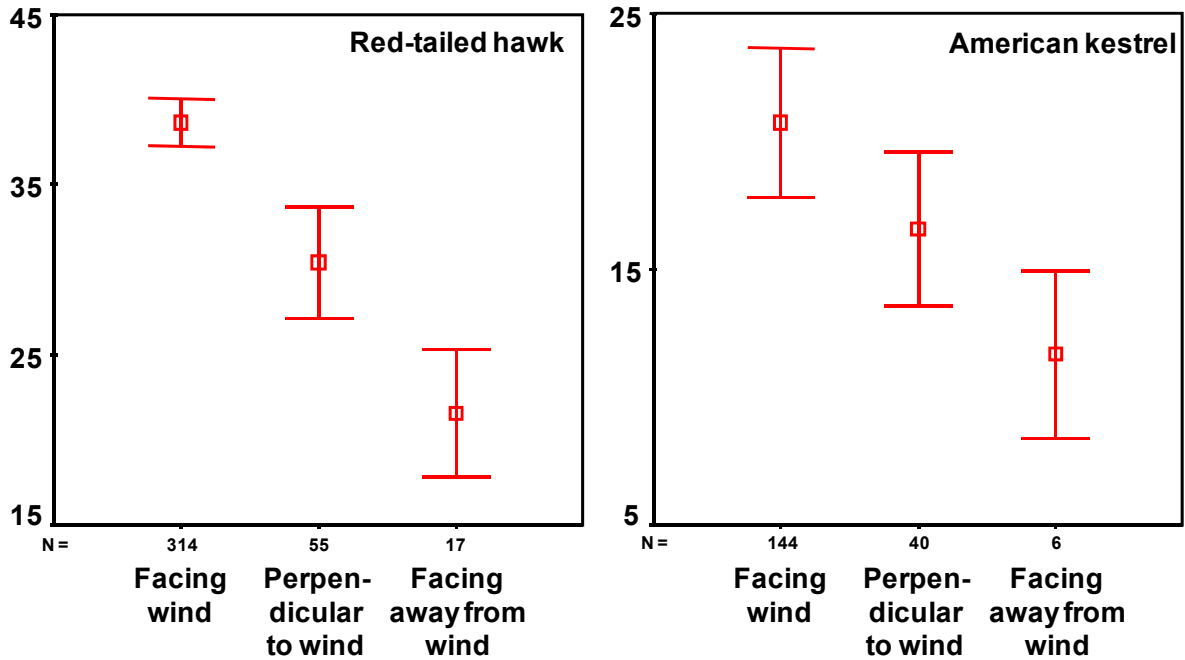 Red-tailed hawk
45
35
25
15
N = 314 55 17
Facing Perpen- Facing
wind dicular away from
to wind wind
American kestrel
25
15
5
N = 144 40 6
Facing Perpen- Facing
wind dicular away from
to wind wind